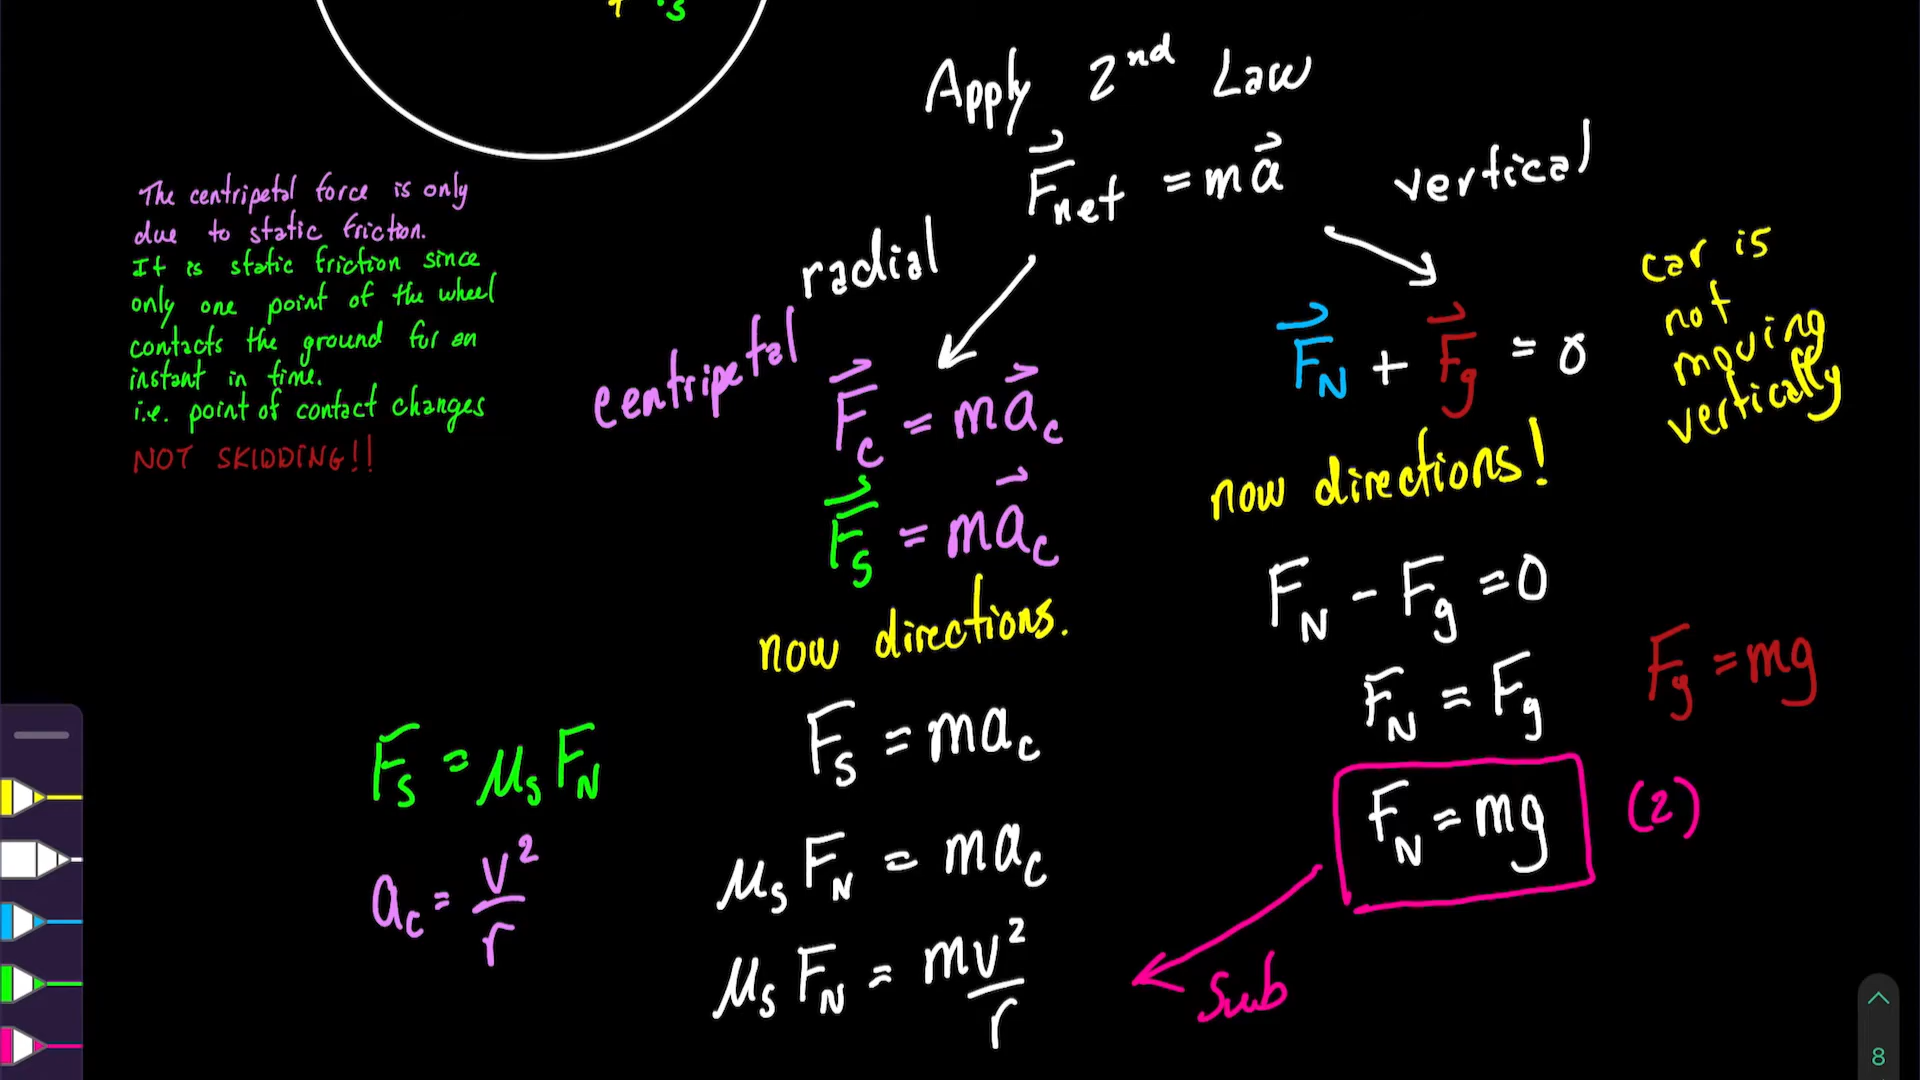 Apply 2nd Law
F⃗net = ma⃗
The centripetal force is only
due to static friction.
It is static friction since
only one point of the wheel
contacts the ground for an
instant in time.
i.e. point of contact changes
NOT SKIDDING!!
radial
centripetal
F⃗c = ma⃗c
F⃗s = ma⃗c
now directions.
Fs = mac
μs FN = mac
μs FN = mv²/r
Fs = μs FN
ac = v²/r
vertical
F⃗N + F⃗g = 0
car is
not
moving
vertically
now directions!
FN - Fg = 0
FN = Fg
Fg = mg
FN = mg
(2)
Sub
8